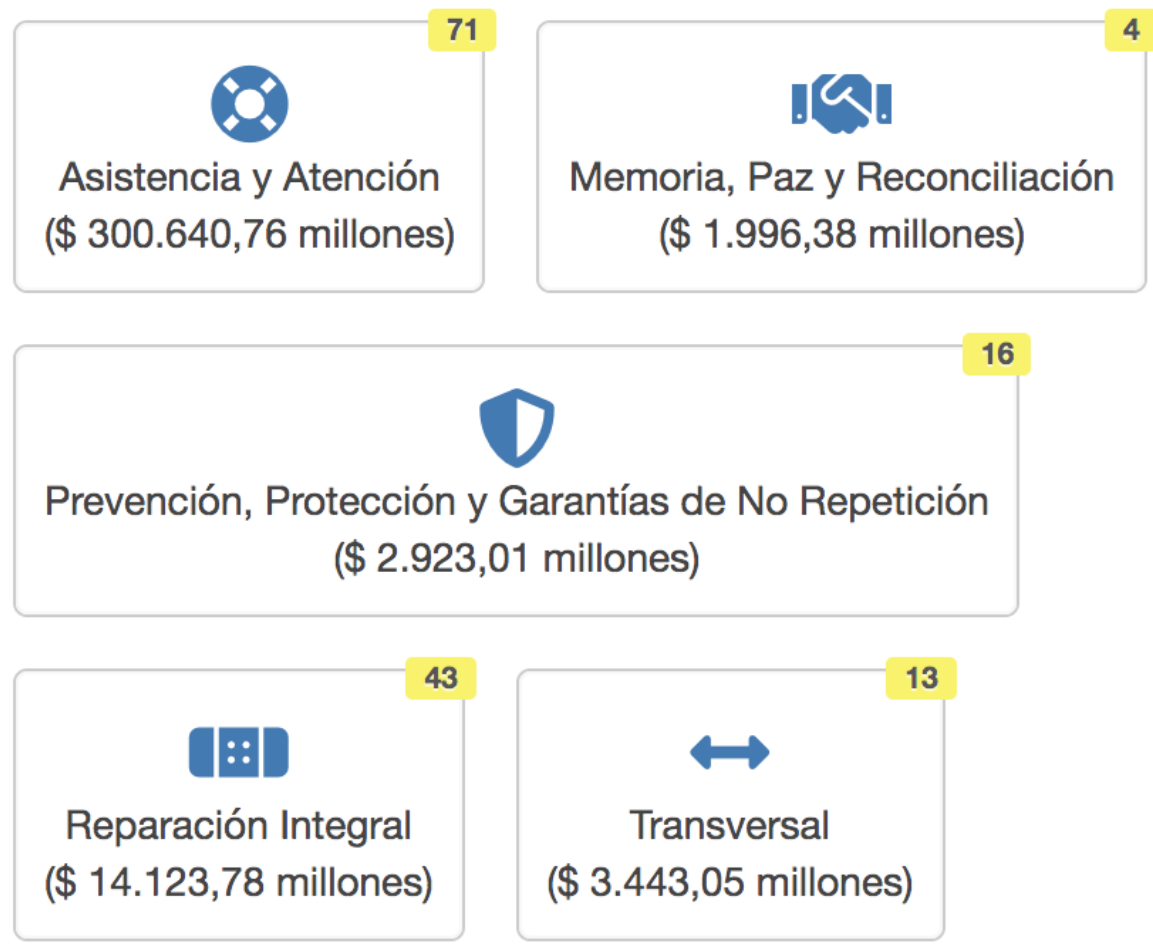 71
Asistencia y Atención
($ 300.640,76 millones)
4
Memoria, Paz y Reconciliación
($ 1.996,38 millones)
16
Prevención, Protección y Garantías de No Repetición
($ 2.923,01 millones)
43
Reparación Integral
($ 14.123,78 millones)
13
Transversal
($ 3.443,05 millones)